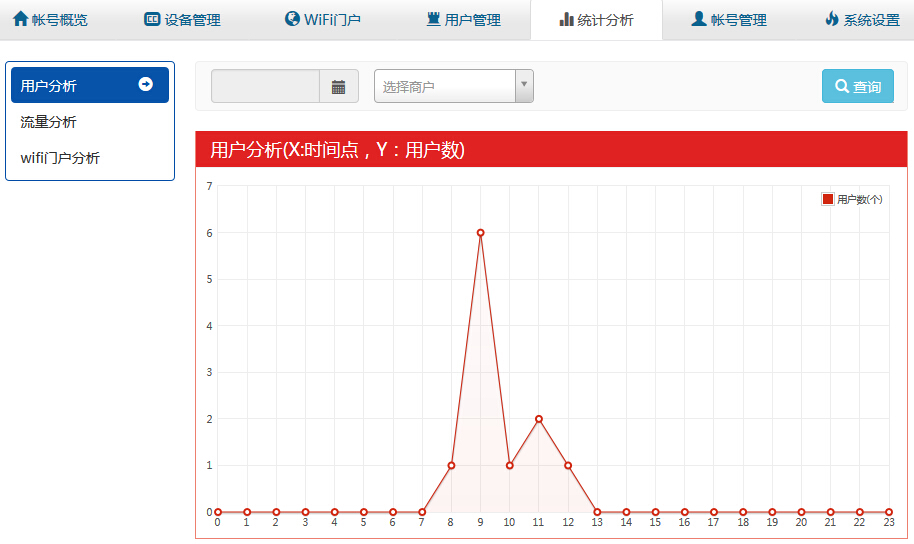 帐号概览 设备管理 WiFi门户 用户管理 统计分析 帐号管理 系统设置
用户分析
流量分析
wifi门户分析
选择商户 查询
用户分析(X:时间点，Y：用户数)
用户数(个)
7
6
5
4
3
2
1
0
0 1 2 3 4 5 6 7 8 9 10 11 12 13 14 15 16 17 18 19 20 21 22 23